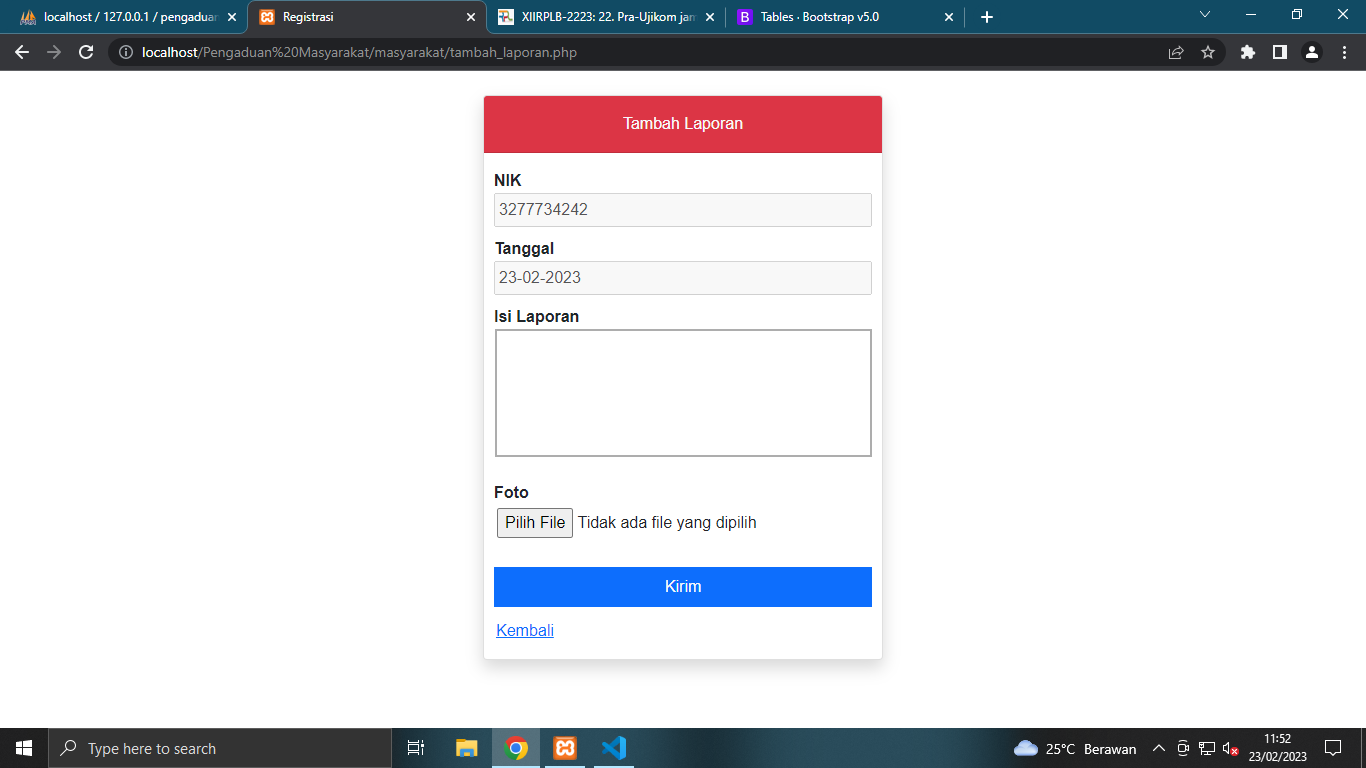 localhost / 127.0.0.1 / pengaduan
Registrasi
XIIRPLB-2223: 22. Pra-Ujikom jam
Tables · Bootstrap v5.0
localhost/Pengaduan%20Masyarakat/masyarakat/tambah_laporan.php
Tambah Laporan
NIK
3277734242
Tanggal
23-02-2023
Isi Laporan
Foto
Pilih File Tidak ada file yang dipilih
Kirim
Kembali
Type here to search
25°C Berawan
11:52
23/02/2023